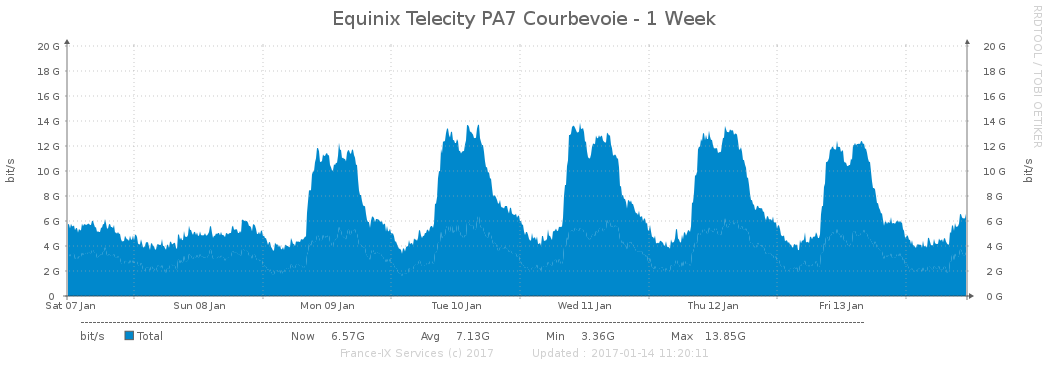 Equinix Telecity PA7 Courbevoie - 1 Week
RRDTOOL / TOBI OETIKER
bit/s
20 G 20 G
18 G 18 G
16 G 16 G
14 G 14 G
12 G 12 G
10 G 10 G
8 G 8 G
6 G 6 G
4 G 4 G
2 G 2 G
0 0 G
bit/s
Sat 07 Jan Sun 08 Jan Mon 09 Jan Tue 10 Jan Wed 11 Jan Thu 12 Jan Fri 13 Jan
bit/s Total Now 6.57G Avg 7.13G Min 3.36G Max 13.85G
France-IX Services (c) 2017 Updated : 2017-01-14 11:20:11